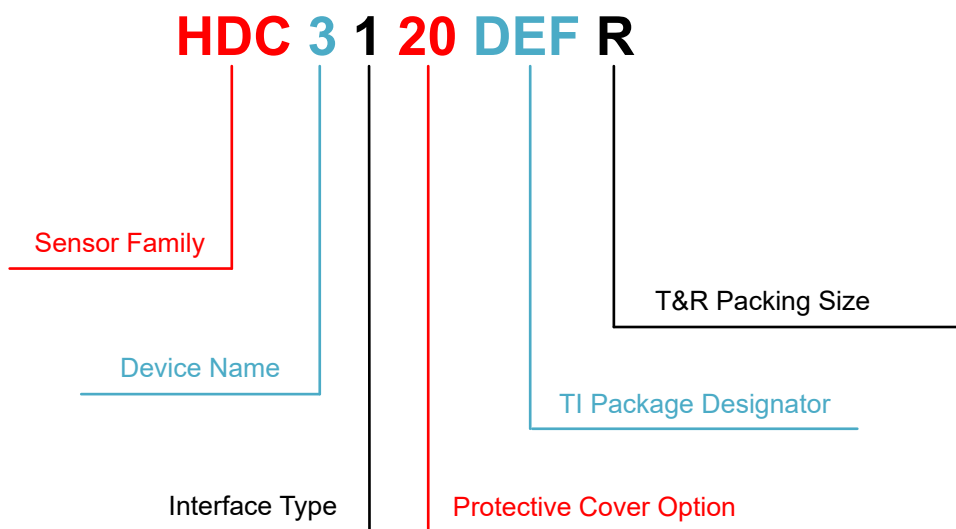 HDC 3 1 20 DEF R
Sensor Family
T&R Packing Size
Device Name
TI Package Designator
Interface Type
Protective Cover Option